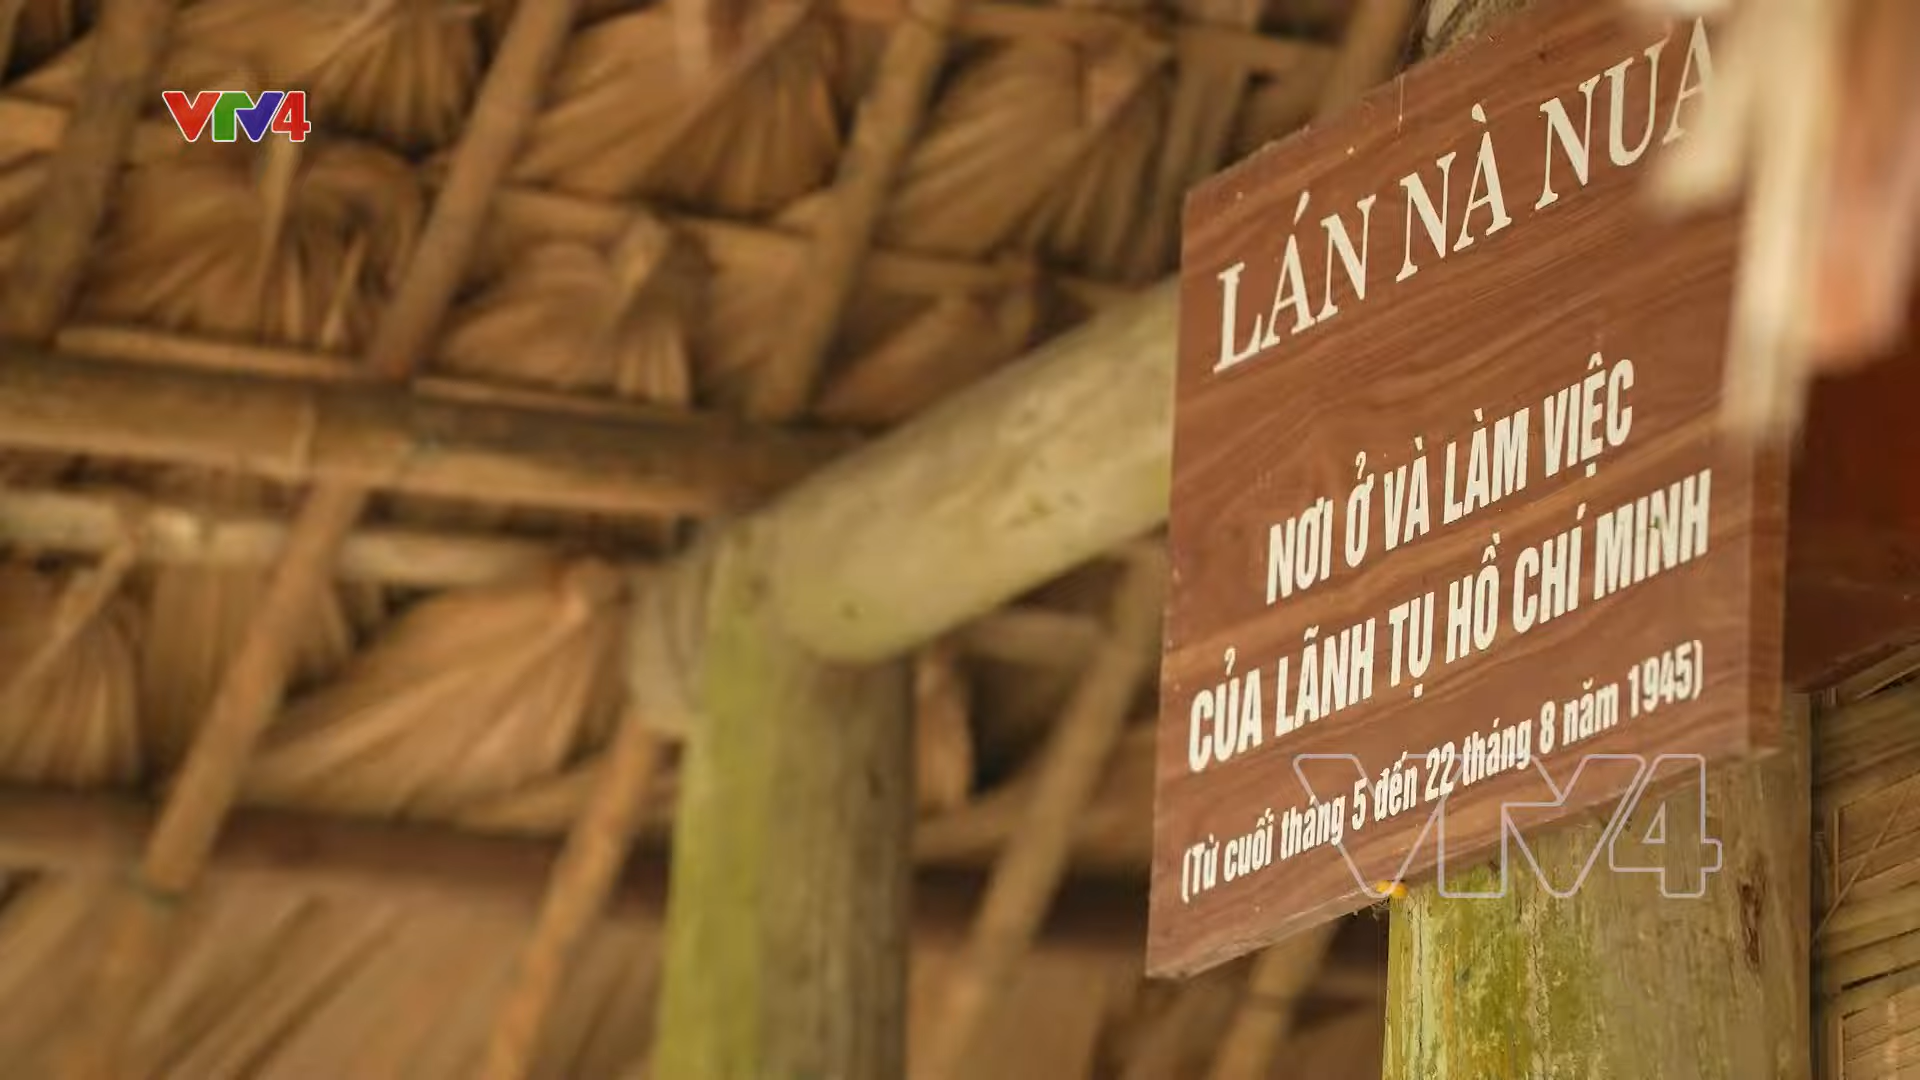 VTV4
LÁN NÀ NUA
NƠI Ở VÀ LÀM VIỆC
CỦA LÃNH TỤ HỒ CHÍ MINH
(Từ cuối tháng 5 đến 22 tháng 8 năm 1945)
VTV4